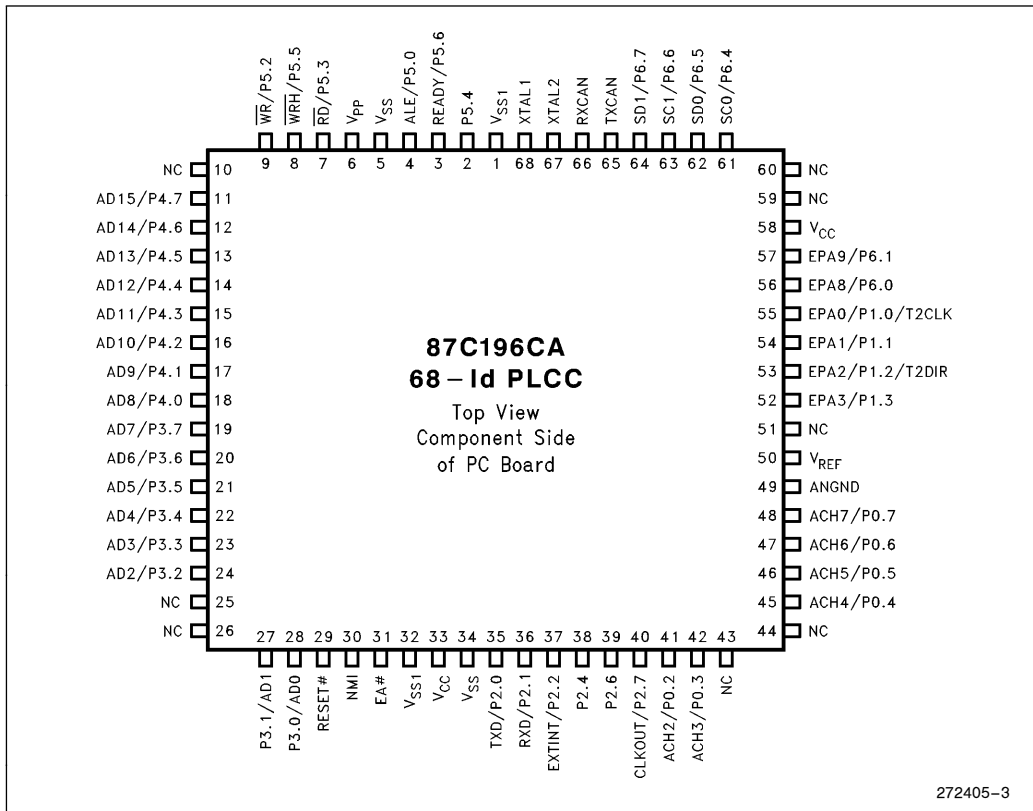 WR/P5.2
WRH/P5.5
RD/P5.3
VPP
VSS
ALE/P5.0
READY/P5.6
P5.4
VSS1
XTAL1
XTAL2
RXCAN
TXCAN
SD1/P6.7
SC1/P6.6
SD0/P6.5
SC0/P6.4
9 8 7 6 5 4 3 2 1 68 67 66 65 64 63 62 61
NC 10
AD15/P4.7 11
AD14/P4.6 12
AD13/P4.5 13
AD12/P4.4 14
AD11/P4.3 15
AD10/P4.2 16
AD9/P4.1 17
AD8/P4.0 18
AD7/P3.7 19
AD6/P3.6 20
AD5/P3.5 21
AD4/P3.4 22
AD3/P3.3 23
AD2/P3.2 24
NC 25
NC 26
87C196CA
68–ld PLCC
Top View
Component Side
of PC Board
60 NC
59 NC
58 VCC
57 EPA9/P6.1
56 EPA8/P6.0
55 EPA0/P1.0/T2CLK
54 EPA1/P1.1
53 EPA2/P1.2/T2DIR
52 EPA3/P1.3
51 NC
50 VREF
49 ANGND
48 ACH7/P0.7
47 ACH6/P0.6
46 ACH5/P0.5
45 ACH4/P0.4
44 NC
27 28 29 30 31 32 33 34 35 36 37 38 39 40 41 42 43
P3.1/AD1
P3.0/AD0
RESET#
NMI
EA#
VSS1
VCC
VSS
TXD/P2.0
RXD/P2.1
EXTINT/P2.2
P2.4
P2.6
CLKOUT/P2.7
ACH2/P0.2
ACH3/P0.3
NC
272405–3